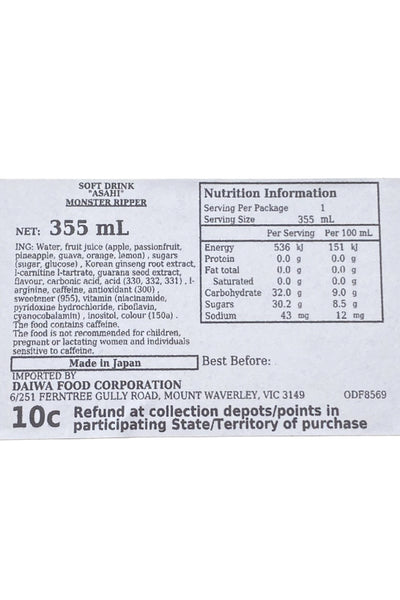 SOFT DRINK
"ASAHI"
MONSTER RIPPER
NET: 355 mL
ING: Water, fruit juice (apple, passionfruit,
pineapple, guava, orange, lemon) , sugars
(sugar, glucose) , Korean ginseng root extract,
l-carnitine l-tartrato, guarana seed extract,
flavour, carbonic acid, acid (330, 332, 331) , l-
arginine, caffeine, antioxidant (300) ,
sweetener (955), vitamin (niacinamide,
pyridoxine hydrochloride, riboflavin,
cyanocobalamin) , inositol, colour (150a) .
The food contains caffeine.
The food is not recommended for children,
pregnant or lactating women and individuals
sensitive to caffeine.
Nutrition Information
Serving Per Package 1
Serving Size 355 mL
Per Serving Per 100 mL
Energy 536 kJ 151 kJ
Protein 0.0 g 0.0 g
Fat total 0.0 g 0.0 g
Saturated 0.0 g 0.0 g
Carbohydrate 32.0 g 9.0 g
Sugars 30.2 g 8.5 g
Sodium 43 mg 12 mg
Made in Japan
Best Before:
IMPORTED BY
DAIWA FOOD CORPORATION
6/251 FERNTREE GULLY ROAD, MOUNT WAVERLEY, VIC 3149 ODF8569
10c Refund at collection depots/points in
participating State/Territory of purchase